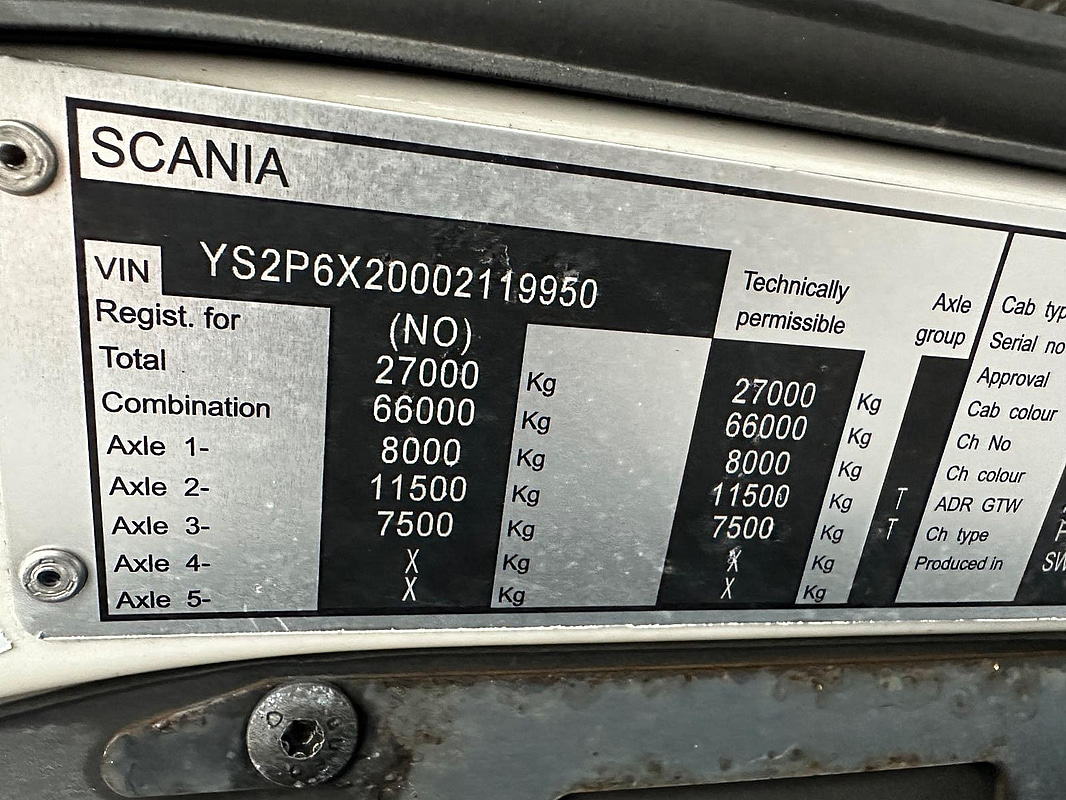 SCANIA
VIN YS2P6X20002119950
Regist. for (NO) Technically permissible Axle group
Total 27000 Kg 27000 Kg
Combination 66000 Kg 66000 Kg
Axle 1- 8000 Kg 8000 Kg
Axle 2- 11500 Kg 11500 Kg T
Axle 3- 7500 Kg 7500 Kg T
Axle 4- X Kg X Kg
Axle 5- X Kg X Kg
Cab typ
Serial no
Approval
Cab colour
Ch No
Ch colour
ADR GTW
Ch type
Produced in SW